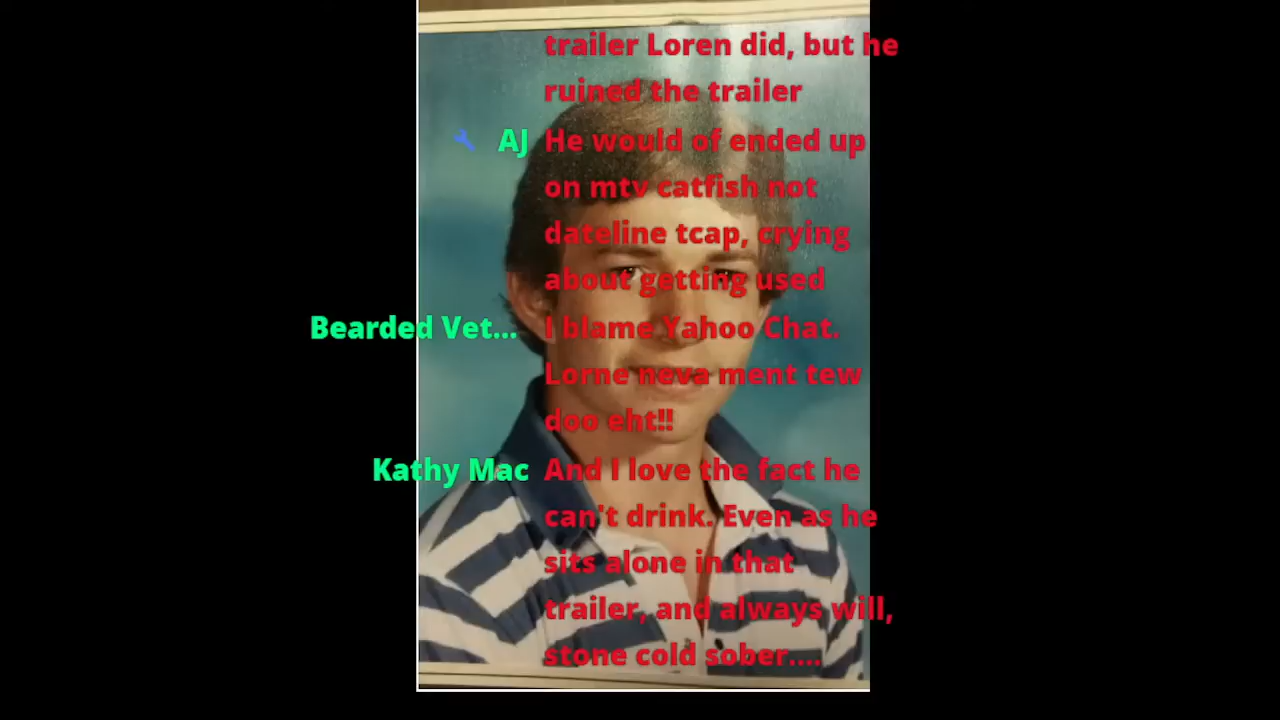 trailer Loren did, but he
ruined the trailer
AJ He would of ended up
on mtv catfish not
dateline tcap, crying
about getting used
Bearded Vet... I blame Yahoo Chat.
Lorne neva ment tew
doo eht!!
Kathy Mac And I love the fact he
can't drink. Even as he
sits alone in that
trailer, and always will,
stone cold sober....